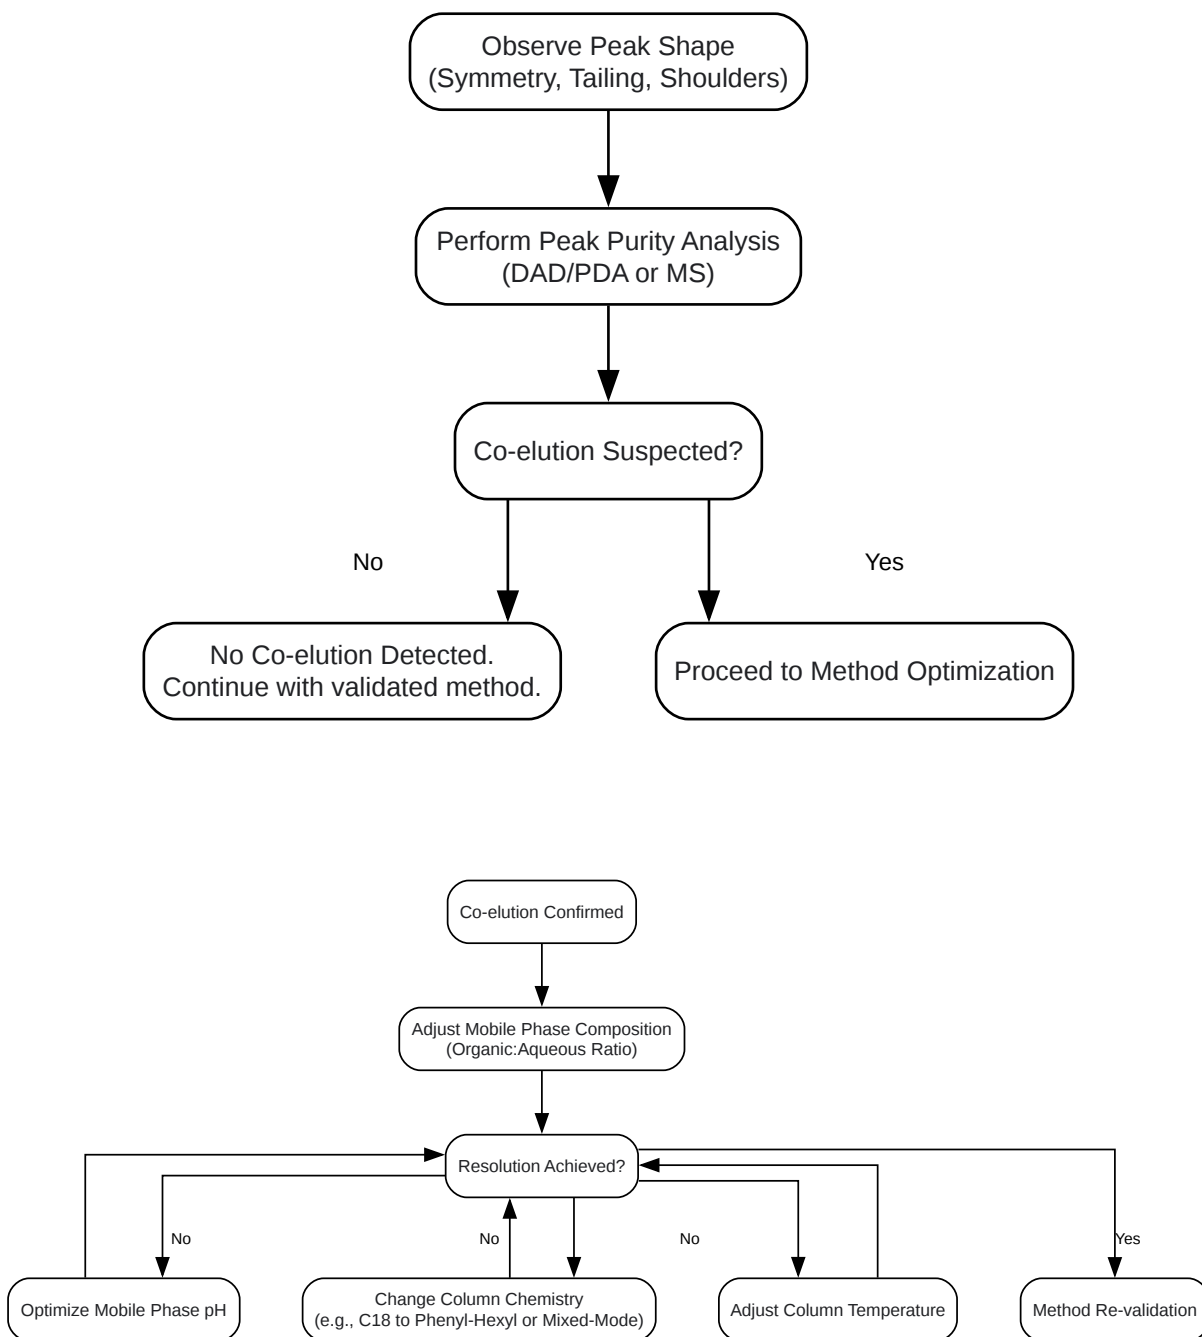 Observe Peak Shape
(Symmetry, Tailing, Shoulders)
Perform Peak Purity Analysis
(DAD/PDA or MS)
Co-elution Suspected?
No
Yes
No Co-elution Detected.
Continue with validated method.
Proceed to Method Optimization
Co-elution Confirmed
Adjust Mobile Phase Composition
(Organic:Aqueous Ratio)
Resolution Achieved?
No
No
No
Yes
Optimize Mobile Phase pH
Change Column Chemistry
(e.g., C18 to Phenyl-Hexyl or Mixed-Mode)
Adjust Column Temperature
Method Re-validation